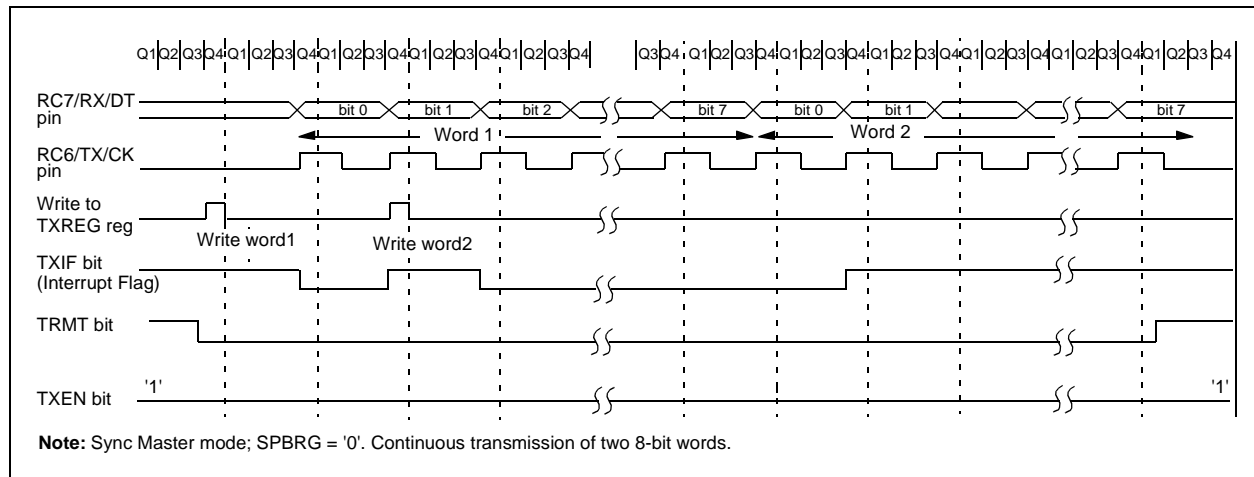 Q1 Q2 Q3 Q4 Q1 Q2 Q3 Q4 Q1 Q2 Q3 Q4 Q1 Q2 Q3 Q4 Q1 Q2 Q3 Q4 Q3 Q4 Q1 Q2 Q3 Q4 Q1 Q2 Q3 Q4 Q1 Q2 Q3 Q4 Q1 Q2 Q3 Q4 Q1 Q2 Q3 Q4 Q1 Q2 Q3 Q4
RC7/RX/DT
pin
bit 0 bit 1 bit 2 bit 7 bit 0 bit 1 bit 7
Word 1 Word 2
RC6/TX/CK
pin
Write to
TXREG reg
Write word1 Write word2
TXIF bit
(Interrupt Flag)
TRMT bit
'1' '1'
TXEN bit
Note: Sync Master mode; SPBRG = '0'. Continuous transmission of two 8-bit words.